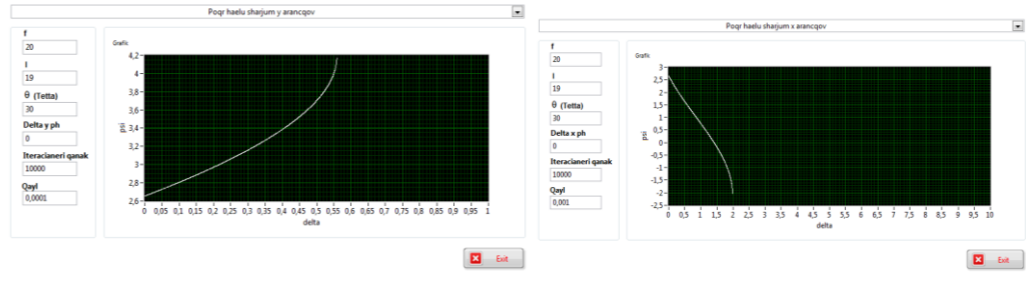 Poqr haelu sharjum y arancqov
f
20
l
19
θ (Tetta)
30
Delta y ph
0
Iteracianeri qanak
10000
Qayl
0,0001
Grafik
psi
4,2
4
3,8
3,6
3,4
3,2
3
2,8
2,6
0 0,05 0,1 0,15 0,2 0,25 0,3 0,35 0,4 0,45 0,5 0,55 0,6 0,65 0,7 0,75 0,8 0,85 0,9 0,95 1
delta
Exit
Poqr haelu sharjum x arancqov
f
20
l
19
θ (Tetta)
30
Delta x ph
0
Iteracianeri qanak
10000
Qayl
0,001
Grafik
psi
3
2,5
2
1,5
1
0,5
0
-0,5
-1
-1,5
-2
-2,5
0 0,5 1 1,5 2 2,5 3 3,5 4 4,5 5 5,5 6 6,5 7 7,5 8 8,5 9 9,5 10
delta
Exit